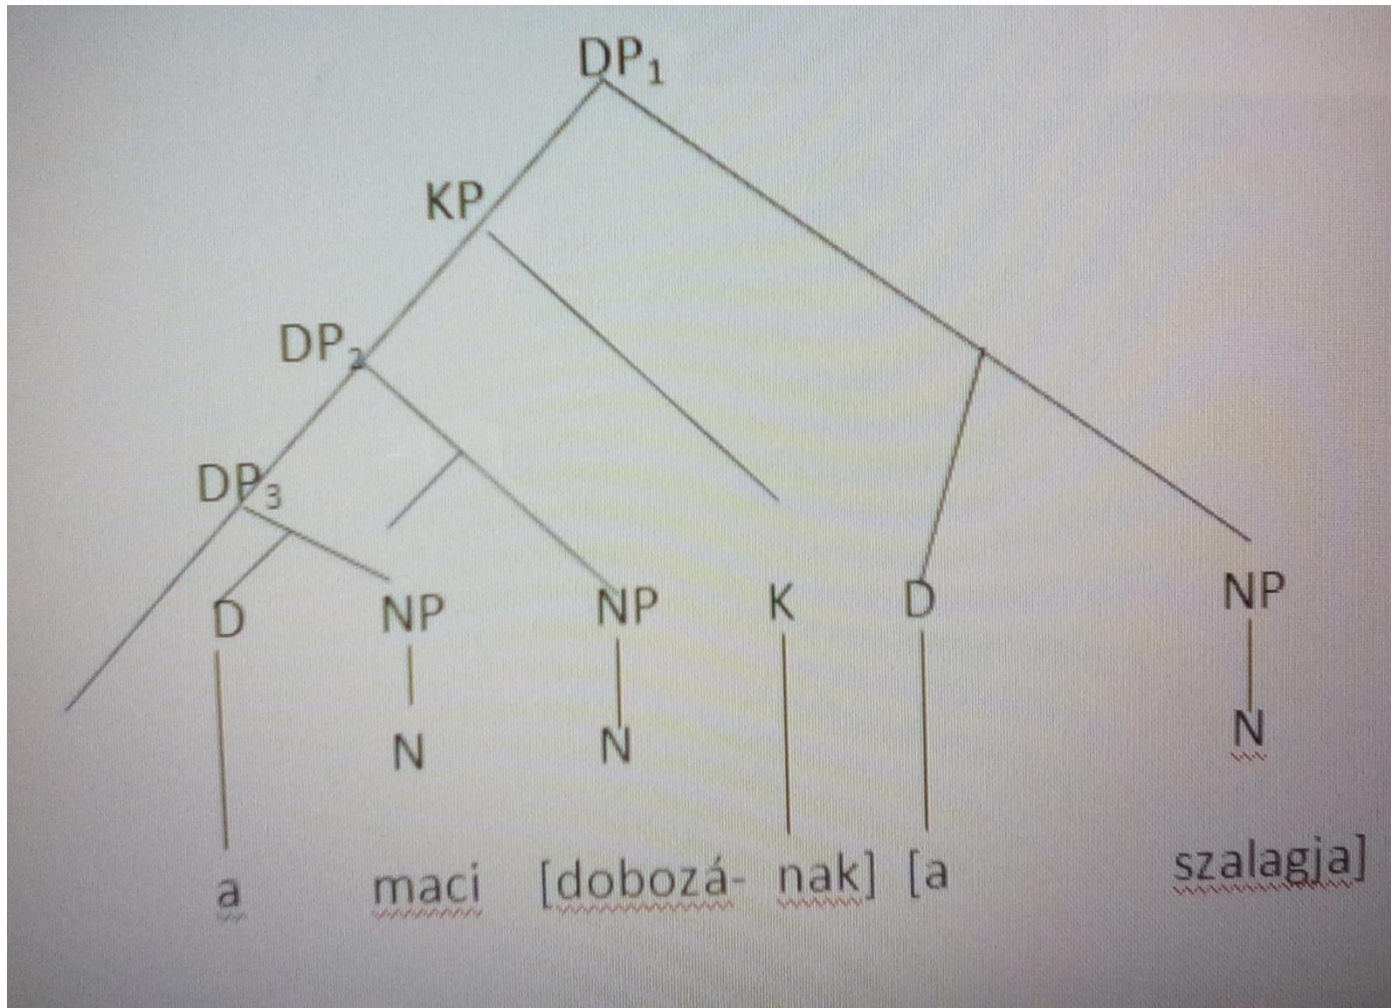 DP₁
KP
DP₂
DP₃
D NP NP K D NP
N N N
a maci [dobozá- nak] [a szalagja]